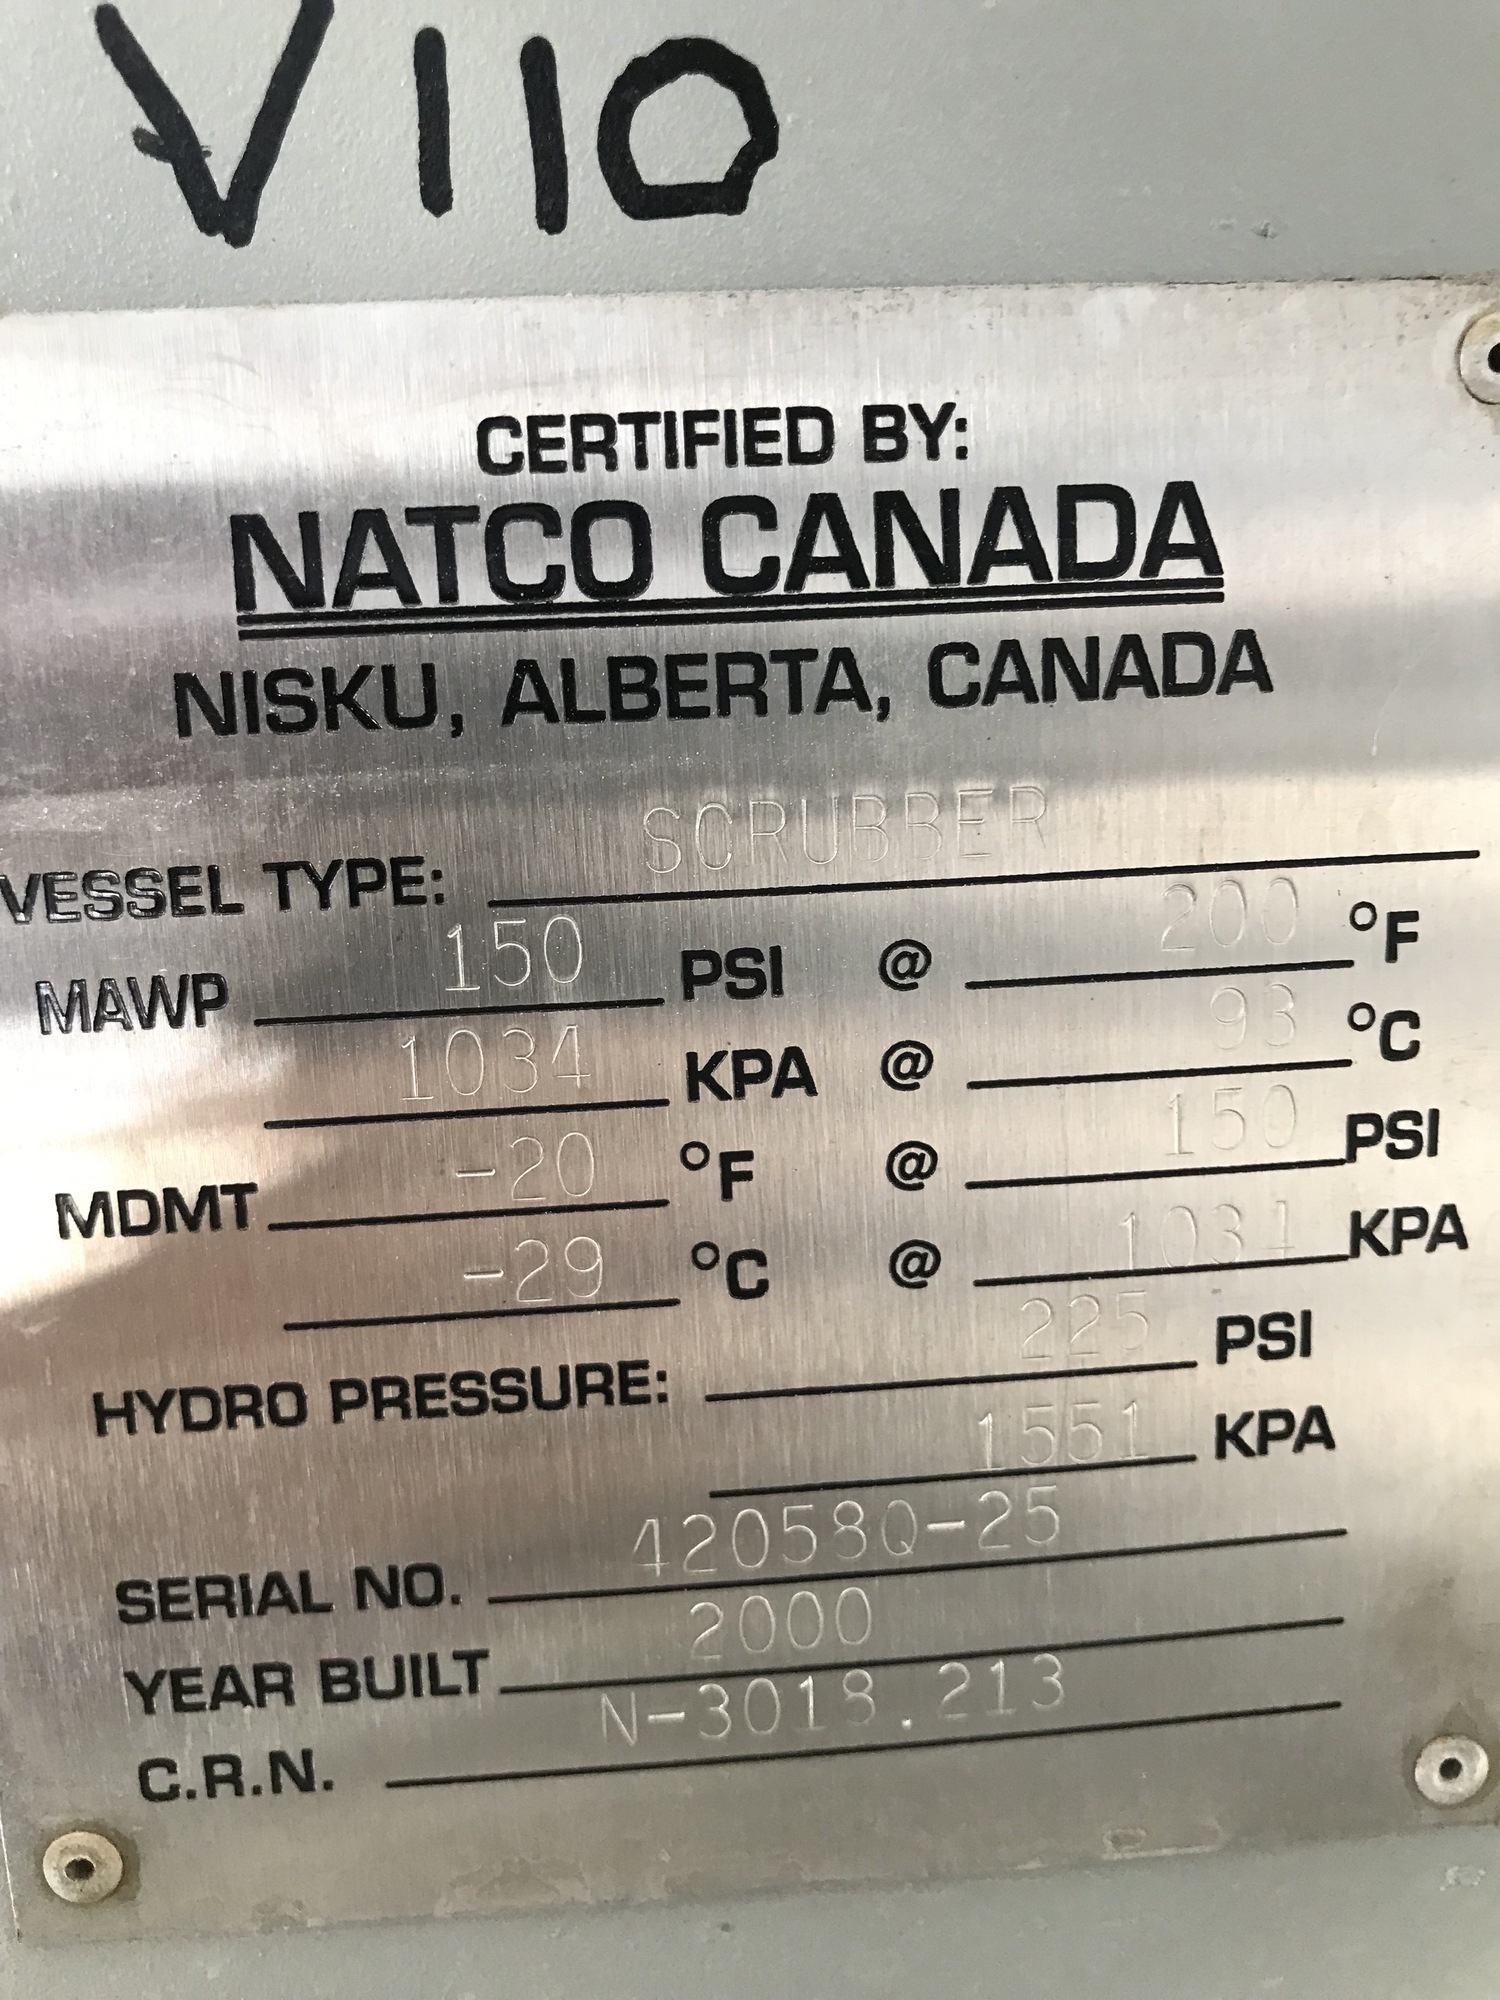 V110
CERTIFIED BY:
NATCO CANADA
NISKU, ALBERTA, CANADA
VESSEL TYPE: SCRUBBER
MAWP 150 PSI @ 200 °F
1034 KPA @ 93 °C
MDMT -20 °F @ 150 PSI
-29 °C @ 1034 KPA
HYDRO PRESSURE: 225 PSI
1551 KPA
SERIAL NO. 42058Q-25
YEAR BUILT 2000
C.R.N. N-3018.213